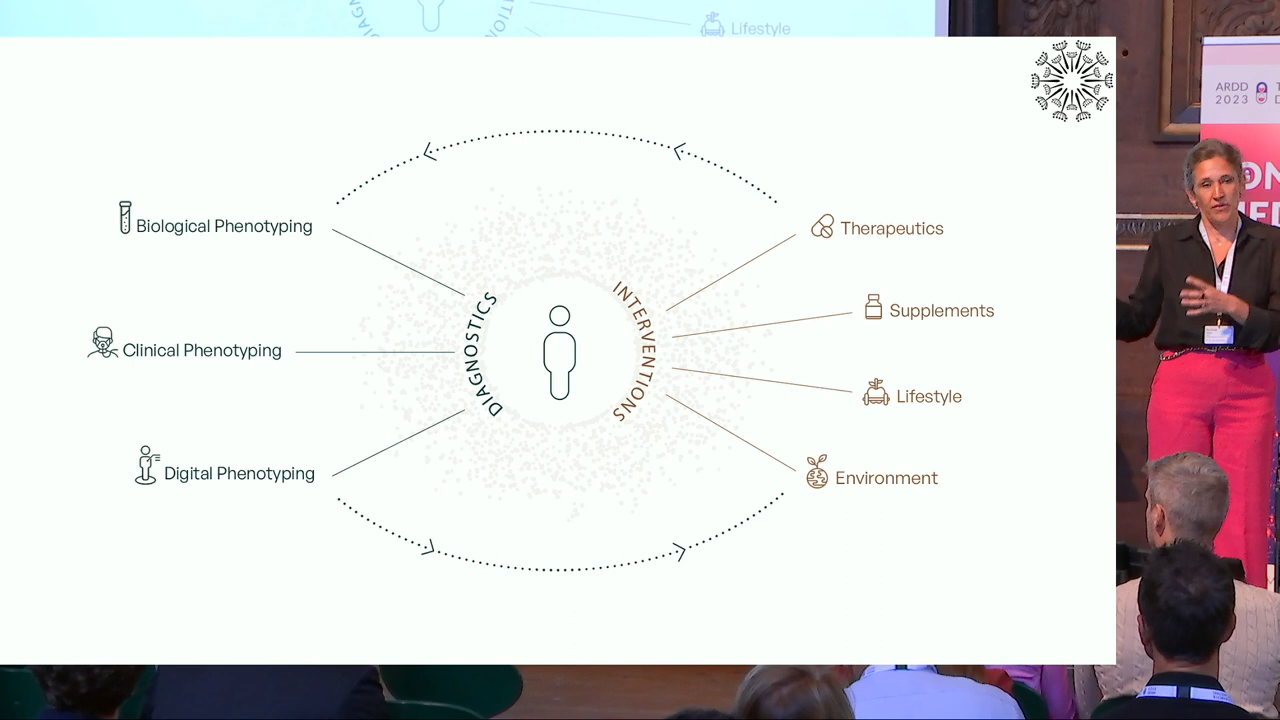 Lifestyle
ARDD
2023
Biological Phenotyping
Therapeutics
DIAGNOSTICS
INTERVENTIONS
Supplements
Clinical Phenotyping
Lifestyle
Digital Phenotyping
Environment